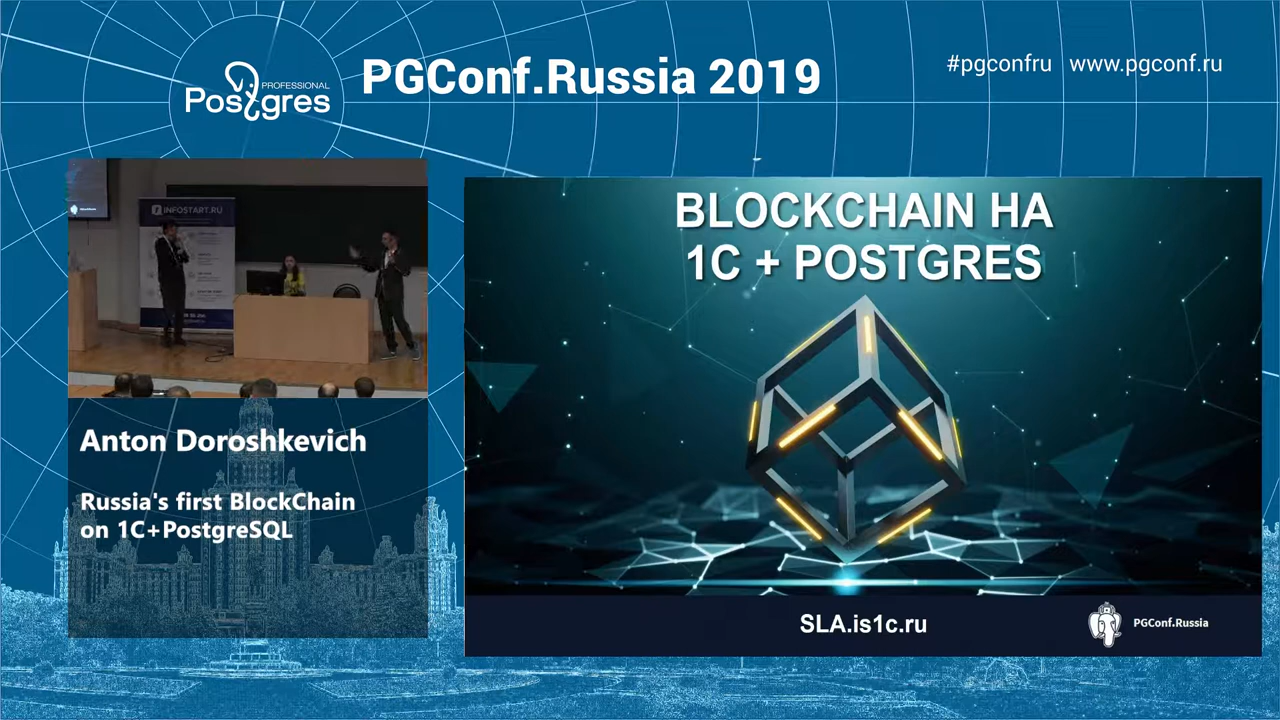 PROFESSIONAL
Postgres
PGConf.Russia 2019
#pgconfru www.pgconf.ru
INFOSTART.RU
Anton Doroshkevich
Russia's first BlockChain
on 1C+PostgreSQL
BLOCKCHAIN НА
1С + POSTGRES
SLA.is1c.ru
PGConf.Russia